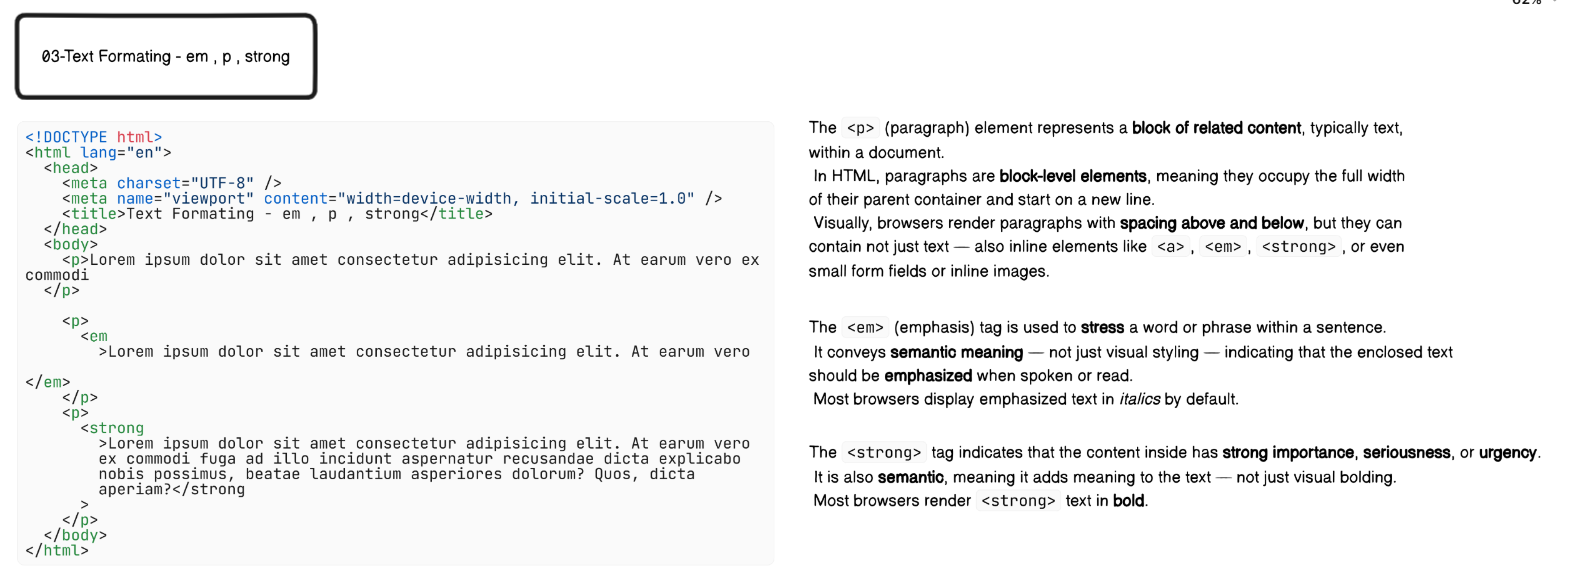 03-Text Formating - em , p , strong
<!DOCTYPE html>
<html lang="en">
  <head>
    <meta charset="UTF-8" />
    <meta name="viewport" content="width=device-width, initial-scale=1.0" />
    <title>Text Formating - em , p , strong</title>
  </head>
  <body>
    <p>Lorem ipsum dolor sit amet consectetur adipisicing elit. At earum vero ex
commodi
  </p>
    <p>
      <em
        >Lorem ipsum dolor sit amet consectetur adipisicing elit. At earum vero
</em>
    </p>
    <p>
      <strong
        >Lorem ipsum dolor sit amet consectetur adipisicing elit. At earum vero
        ex commodi fuga ad illo incidunt aspernatur recusandae dicta explicabo
        nobis possimus, beatae laudantium asperiores dolorum? Quos, dicta
        aperiam?</strong
      >
    </p>
  </body>
</html>
The <p> (paragraph) element represents a block of related content, typically text,
within a document.
In HTML, paragraphs are block-level elements, meaning they occupy the full width
of their parent container and start on a new line.
Visually, browsers render paragraphs with spacing above and below, but they can
contain not just text — also inline elements like <a>, <em>, <strong>, or even
small form fields or inline images.
The <em> (emphasis) tag is used to stress a word or phrase within a sentence.
It conveys semantic meaning — not just visual styling — indicating that the enclosed text
should be emphasized when spoken or read.
Most browsers display emphasized text in italics by default.
The <strong> tag indicates that the content inside has strong importance, seriousness, or urgency.
It is also semantic, meaning it adds meaning to the text — not just visual bolding.
Most browsers render <strong> text in bold.